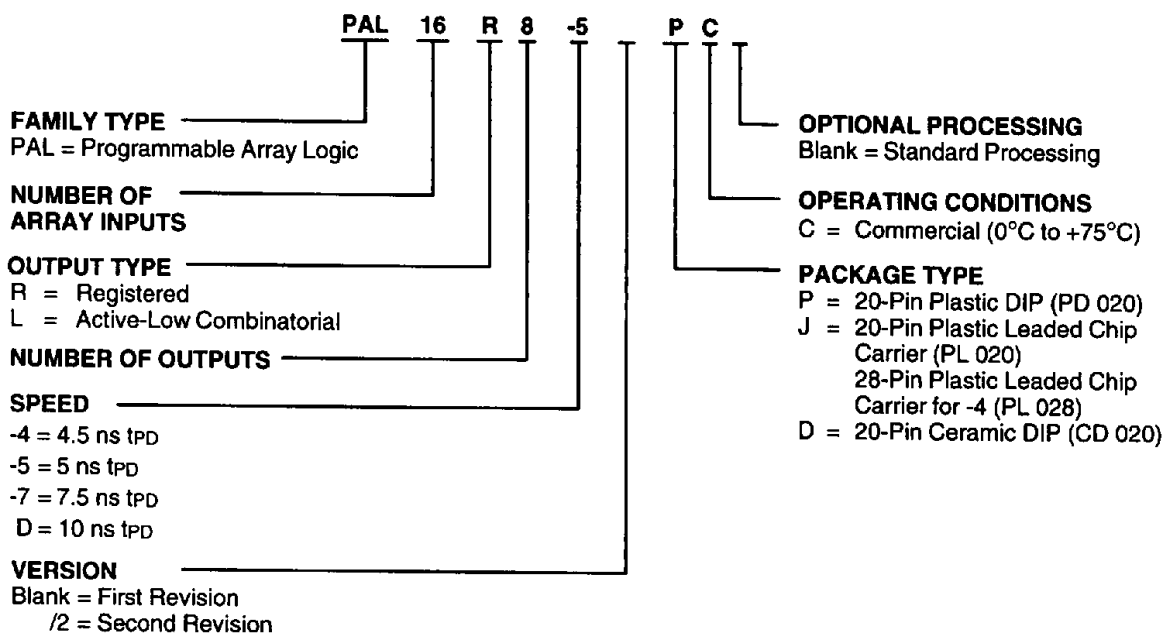 PAL 16 R 8 -5 P C
FAMILY TYPE
PAL = Programmable Array Logic
NUMBER OF
ARRAY INPUTS
OUTPUT TYPE
R = Registered
L = Active-Low Combinatorial
NUMBER OF OUTPUTS
SPEED
-4 = 4.5 ns tPD
-5 = 5 ns tPD
-7 = 7.5 ns tPD
D = 10 ns tPD
VERSION
Blank = First Revision
/2 = Second Revision
OPTIONAL PROCESSING
Blank = Standard Processing
OPERATING CONDITIONS
C = Commercial (0°C to +75°C)
PACKAGE TYPE
P = 20-Pin Plastic DIP (PD 020)
J = 20-Pin Plastic Leaded Chip
Carrier (PL 020)
28-Pin Plastic Leaded Chip
Carrier for -4 (PL 028)
D = 20-Pin Ceramic DIP (CD 020)